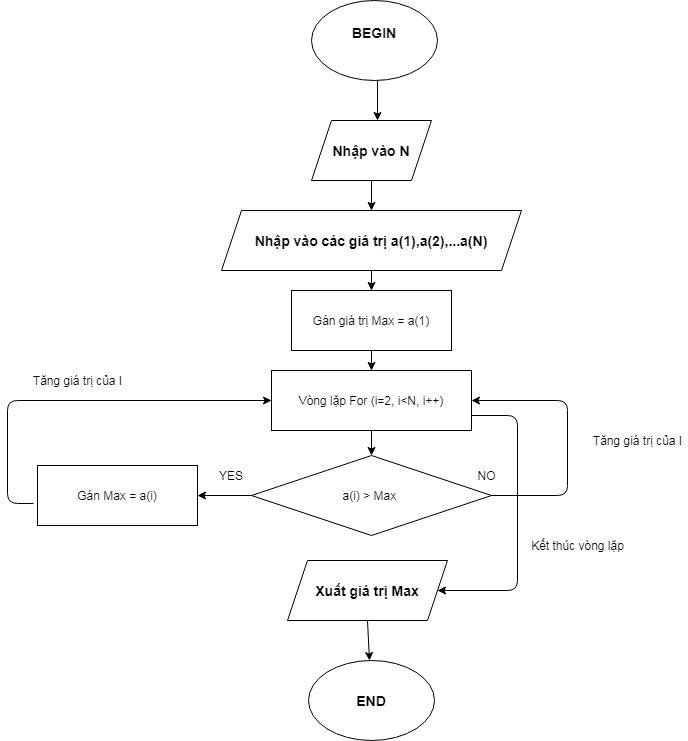 BEGIN
Nhập vào N
Nhập vào các giá trị a(1),a(2),...a(N)
Gán giá trị Max = a(1)
Tăng giá trị của I
Vòng lặp For (i=2, i<N, i++)
Tăng giá trị của I
YES
NO
Gán Max = a(i)
a(i) > Max
Kết thúc vòng lặp
Xuất giá trị Max
END